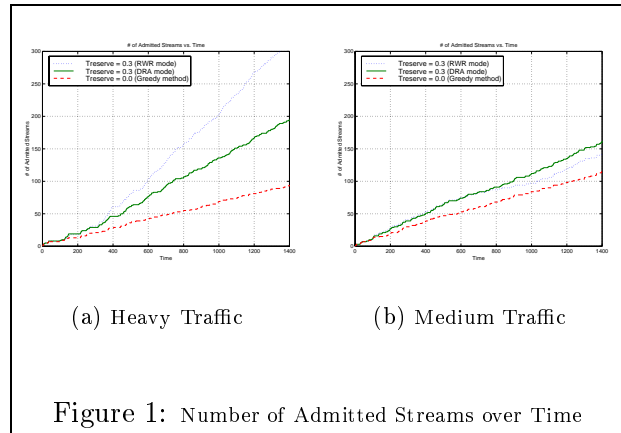 # of Admitted Streams vs. Time
300
250
200
150
100
50
0
# of Admitted Streams
Treserve = 0.3 (RWR mode)
Treserve = 0.3 (DRA mode)
Treserve = 0.0 (Greedy method)
0 200 400 600 800 1000 1200 1400
Time
(a) Heavy Traffic
# of Admitted Streams vs. Time
300
250
200
150
100
50
0
# of Admitted Streams
Treserve = 0.3 (RWR mode)
Treserve = 0.3 (DRA mode)
Treserve = 0.0 (Greedy method)
0 200 400 600 800 1000 1200 1400
Time
(b) Medium Traffic
Figure 1: Number of Admitted Streams over Time